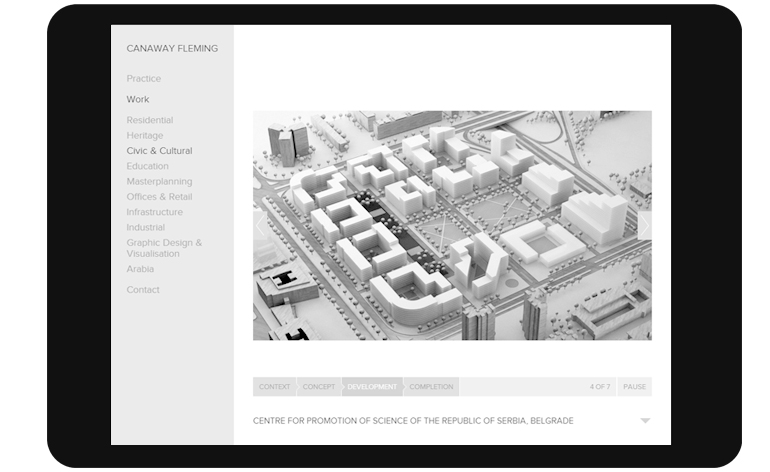 CANAWAY FLEMING
Practice
Work
Residential
Heritage
Civic & Cultural
Education
Masterplanning
Offices & Retail
Infrastructure
Industrial
Graphic Design &
Visualisation
Arabia
Contact
CONTEXT CONCEPT DEVELOPMENT COMPLETION 4 OF 7 PAUSE
CENTRE FOR PROMOTION OF SCIENCE OF THE REPUBLIC OF SERBIA, BELGRADE